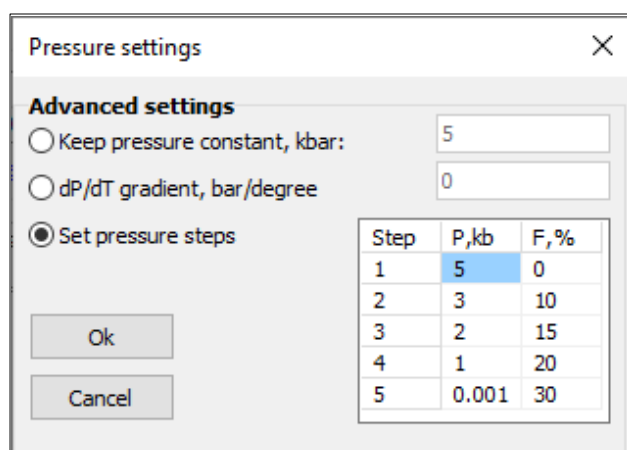 Pressure settings
Advanced settings
Keep pressure constant, kbar: 5
dP/dT gradient, bar/degree 0
Set pressure steps
Step P,kb F,%
1 5 0
2 3 10
3 2 15
4 1 20
5 0.001 30
Ok
Cancel